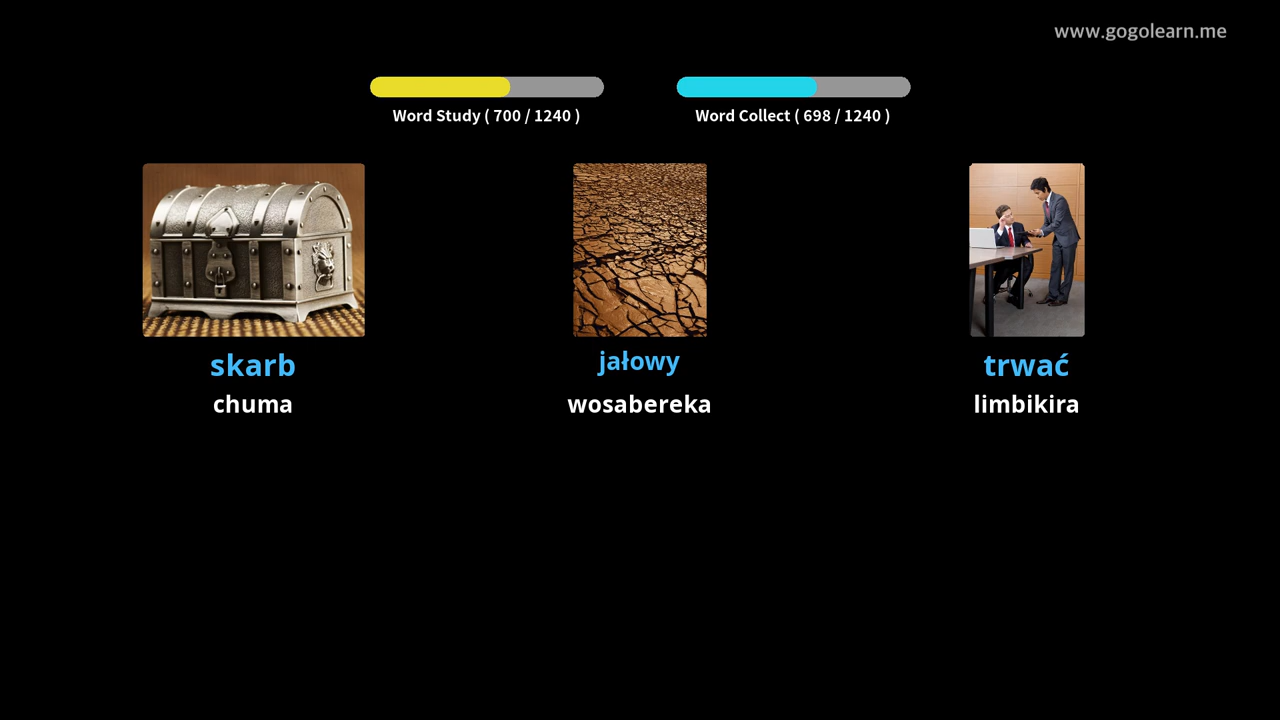 www.gogolearn.me
Word Study ( 700 / 1240 )
Word Collect ( 698 / 1240 )
skarb
chuma
jałowy
wosabereka
trwać
limbikira